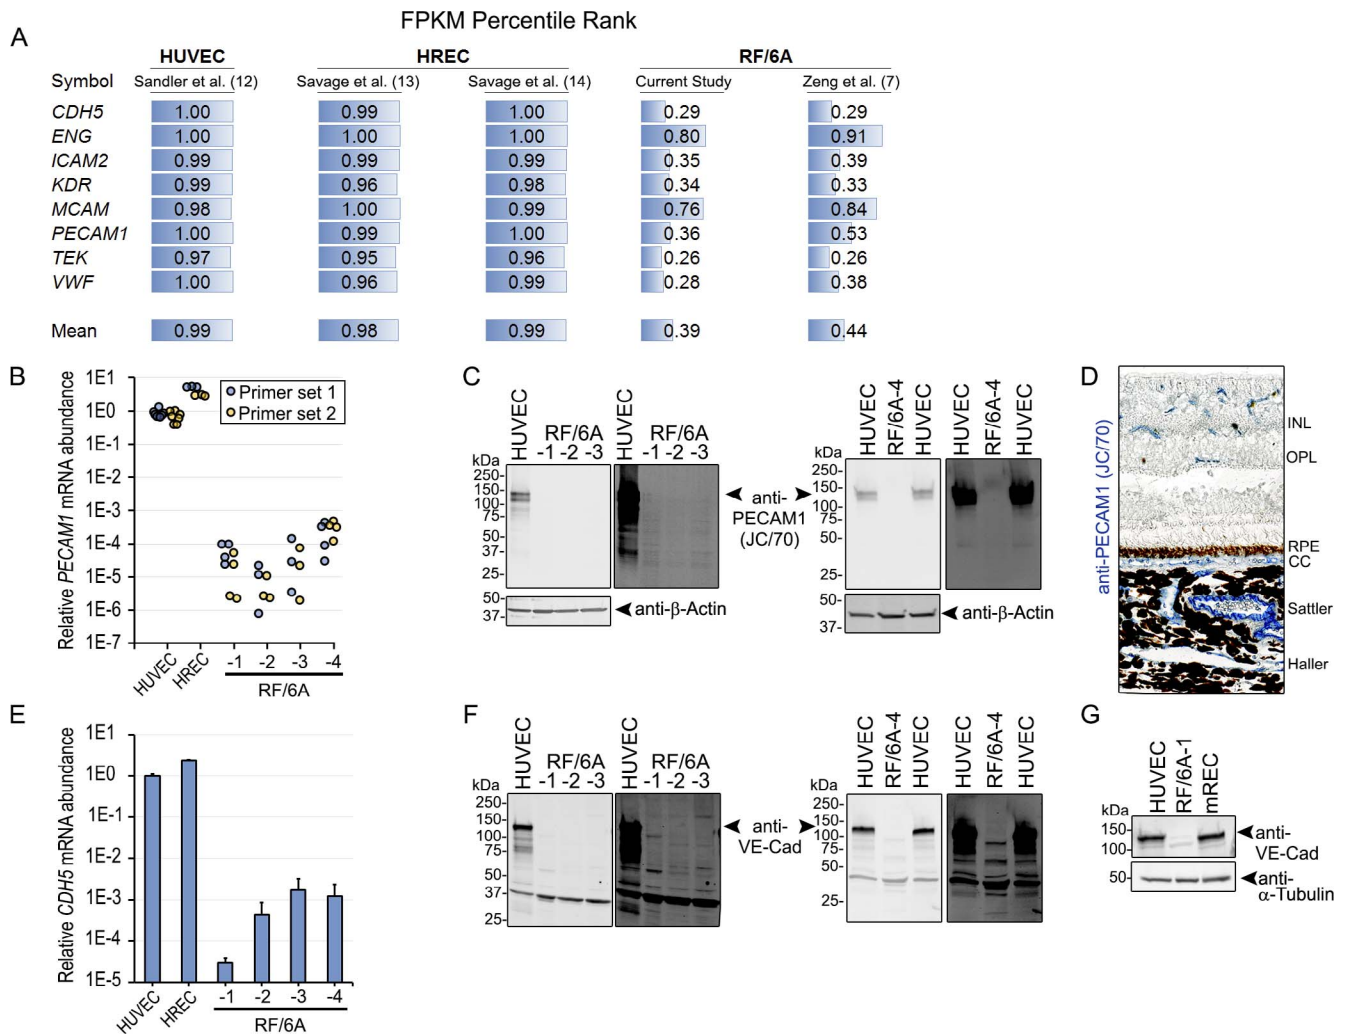 FPKM Percentile Rank
A
HUVEC HREC RF/6A
Symbol Sandler et al. (12) Savage et al. (13) Savage et al. (14) Current Study Zeng et al. (7)
CDH5 1.00 0.99 1.00 0.29 0.29
ENG 1.00 1.00 1.00 0.80 0.91
ICAM2 0.99 0.99 0.99 0.35 0.39
KDR 0.99 0.96 0.98 0.34 0.33
MCAM 0.98 1.00 0.99 0.76 0.84
PECAM1 1.00 0.99 1.00 0.36 0.53
TEK 0.97 0.95 0.96 0.26 0.26
VWF 1.00 0.96 0.99 0.28 0.38
Mean 0.99 0.98 0.99 0.39 0.44
B
Relative PECAM1 mRNA abundance
1E1
1E0
1E-1
1E-2
1E-3
1E-4
1E-5
1E-6
1E-7
Primer set 1
Primer set 2
HUVEC HREC -1 -2 -3 -4
RF/6A
C
HUVEC RF/6A HUVEC RF/6A
-1 -2 -3 -1 -2 -3
kDa
250-
150-
100-
75-
50-
37-
25-
50-
37-
anti-β-Actin
anti-
PECAM1
(JC/70)
HUVEC RF/6A-4 HUVEC HUVEC RF/6A-4 HUVEC
kDa
250-
150-
100-
75-
50-
25-
50-
37-
anti-β-Actin
D
anti-PECAM1 (JC/70)
INL
OPL
RPE
CC
Sattler
Haller
E
Relative CDH5 mRNA abundance
1E1
1E0
1E-1
1E-2
1E-3
1E-4
1E-5
HUVEC HREC -1 -2 -3 -4
RF/6A
F
HUVEC RF/6A HUVEC RF/6A
-1 -2 -3 -1 -2 -3
kDa
250-
150-
100-
75-
50-
37-
25-
anti-
VE-Cad
HUVEC RF/6A-4 HUVEC HUVEC RF/6A-4 HUVEC
kDa
250-
150-
100-
75-
50-
37-
25-
G
HUVEC RF/6A-1 mREC
kDa
150-
100-
50-
anti-
VE-Cad
anti-
α-Tubulin